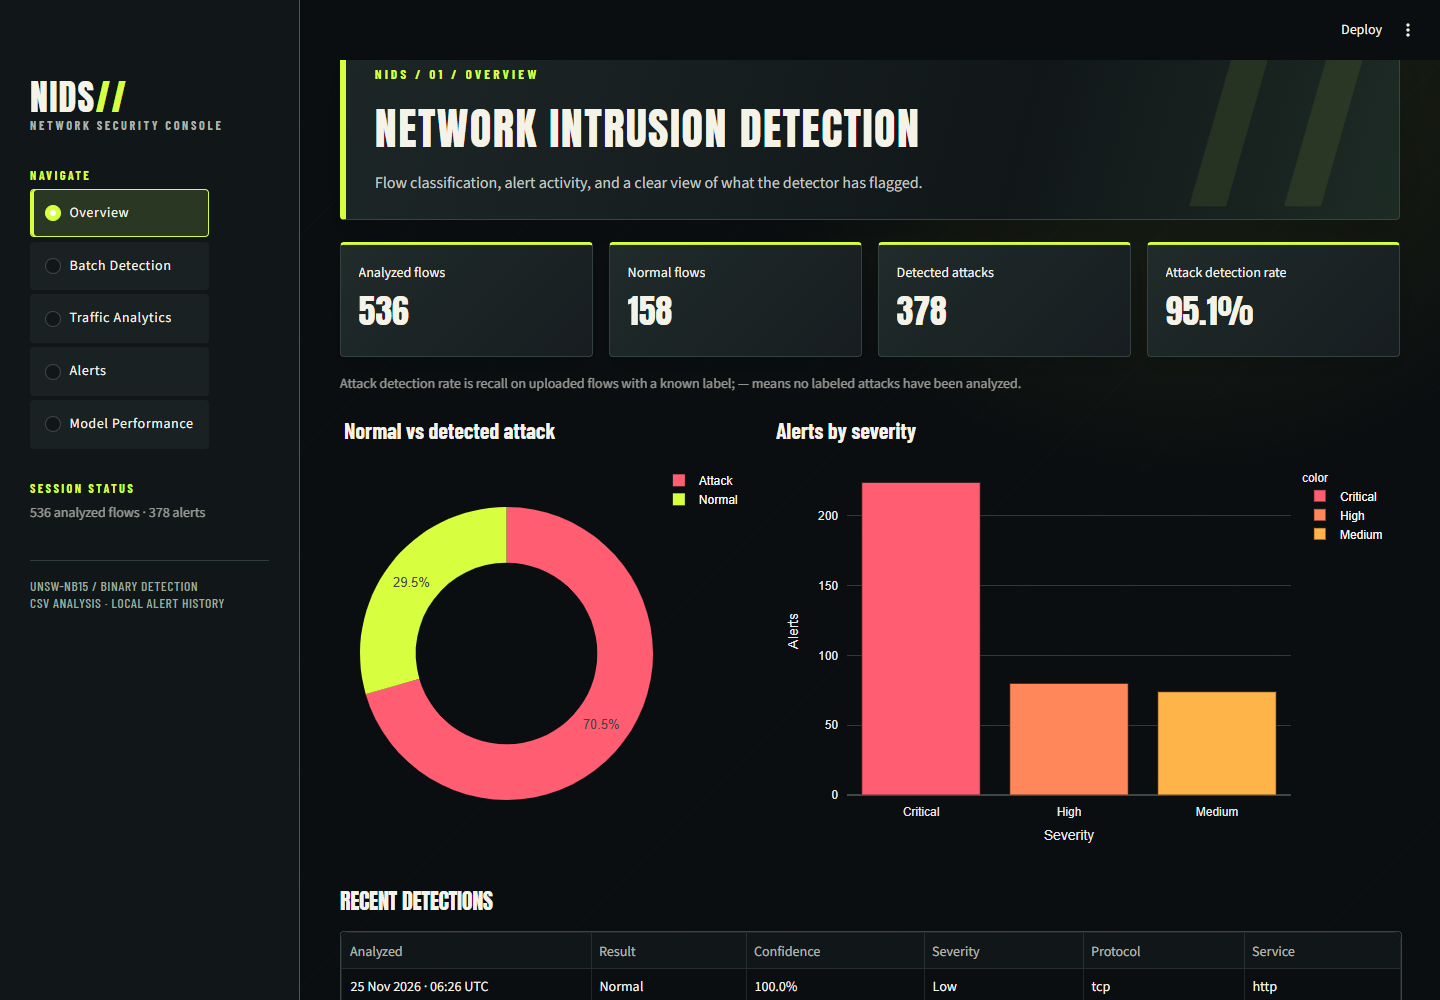 Deploy
NIDS//
NETWORK SECURITY CONSOLE
NAVIGATE
Overview
Batch Detection
Traffic Analytics
Alerts
Model Performance
SESSION STATUS
536 analyzed flows · 378 alerts
UNSW-NB15 / BINARY DETECTION
CSV ANALYSIS · LOCAL ALERT HISTORY
NIDS / 01 / OVERVIEW
NETWORK INTRUSION DETECTION
Flow classification, alert activity, and a clear view of what the detector has flagged.
Analyzed flows
536
Normal flows
158
Detected attacks
378
Attack detection rate
95.1%
Attack detection rate is recall on uploaded flows with a known label; — means no labeled attacks have been analyzed.
Normal vs detected attack
Attack
Normal
29.5%
70.5%
Alerts by severity
color
Critical
High
Medium
200
150
100
50
0
Alerts
Critical High Medium
Severity
RECENT DETECTIONS
Analyzed Result Confidence Severity Protocol Service
25 Nov 2026 · 06:26 UTC Normal 100.0% Low tcp http